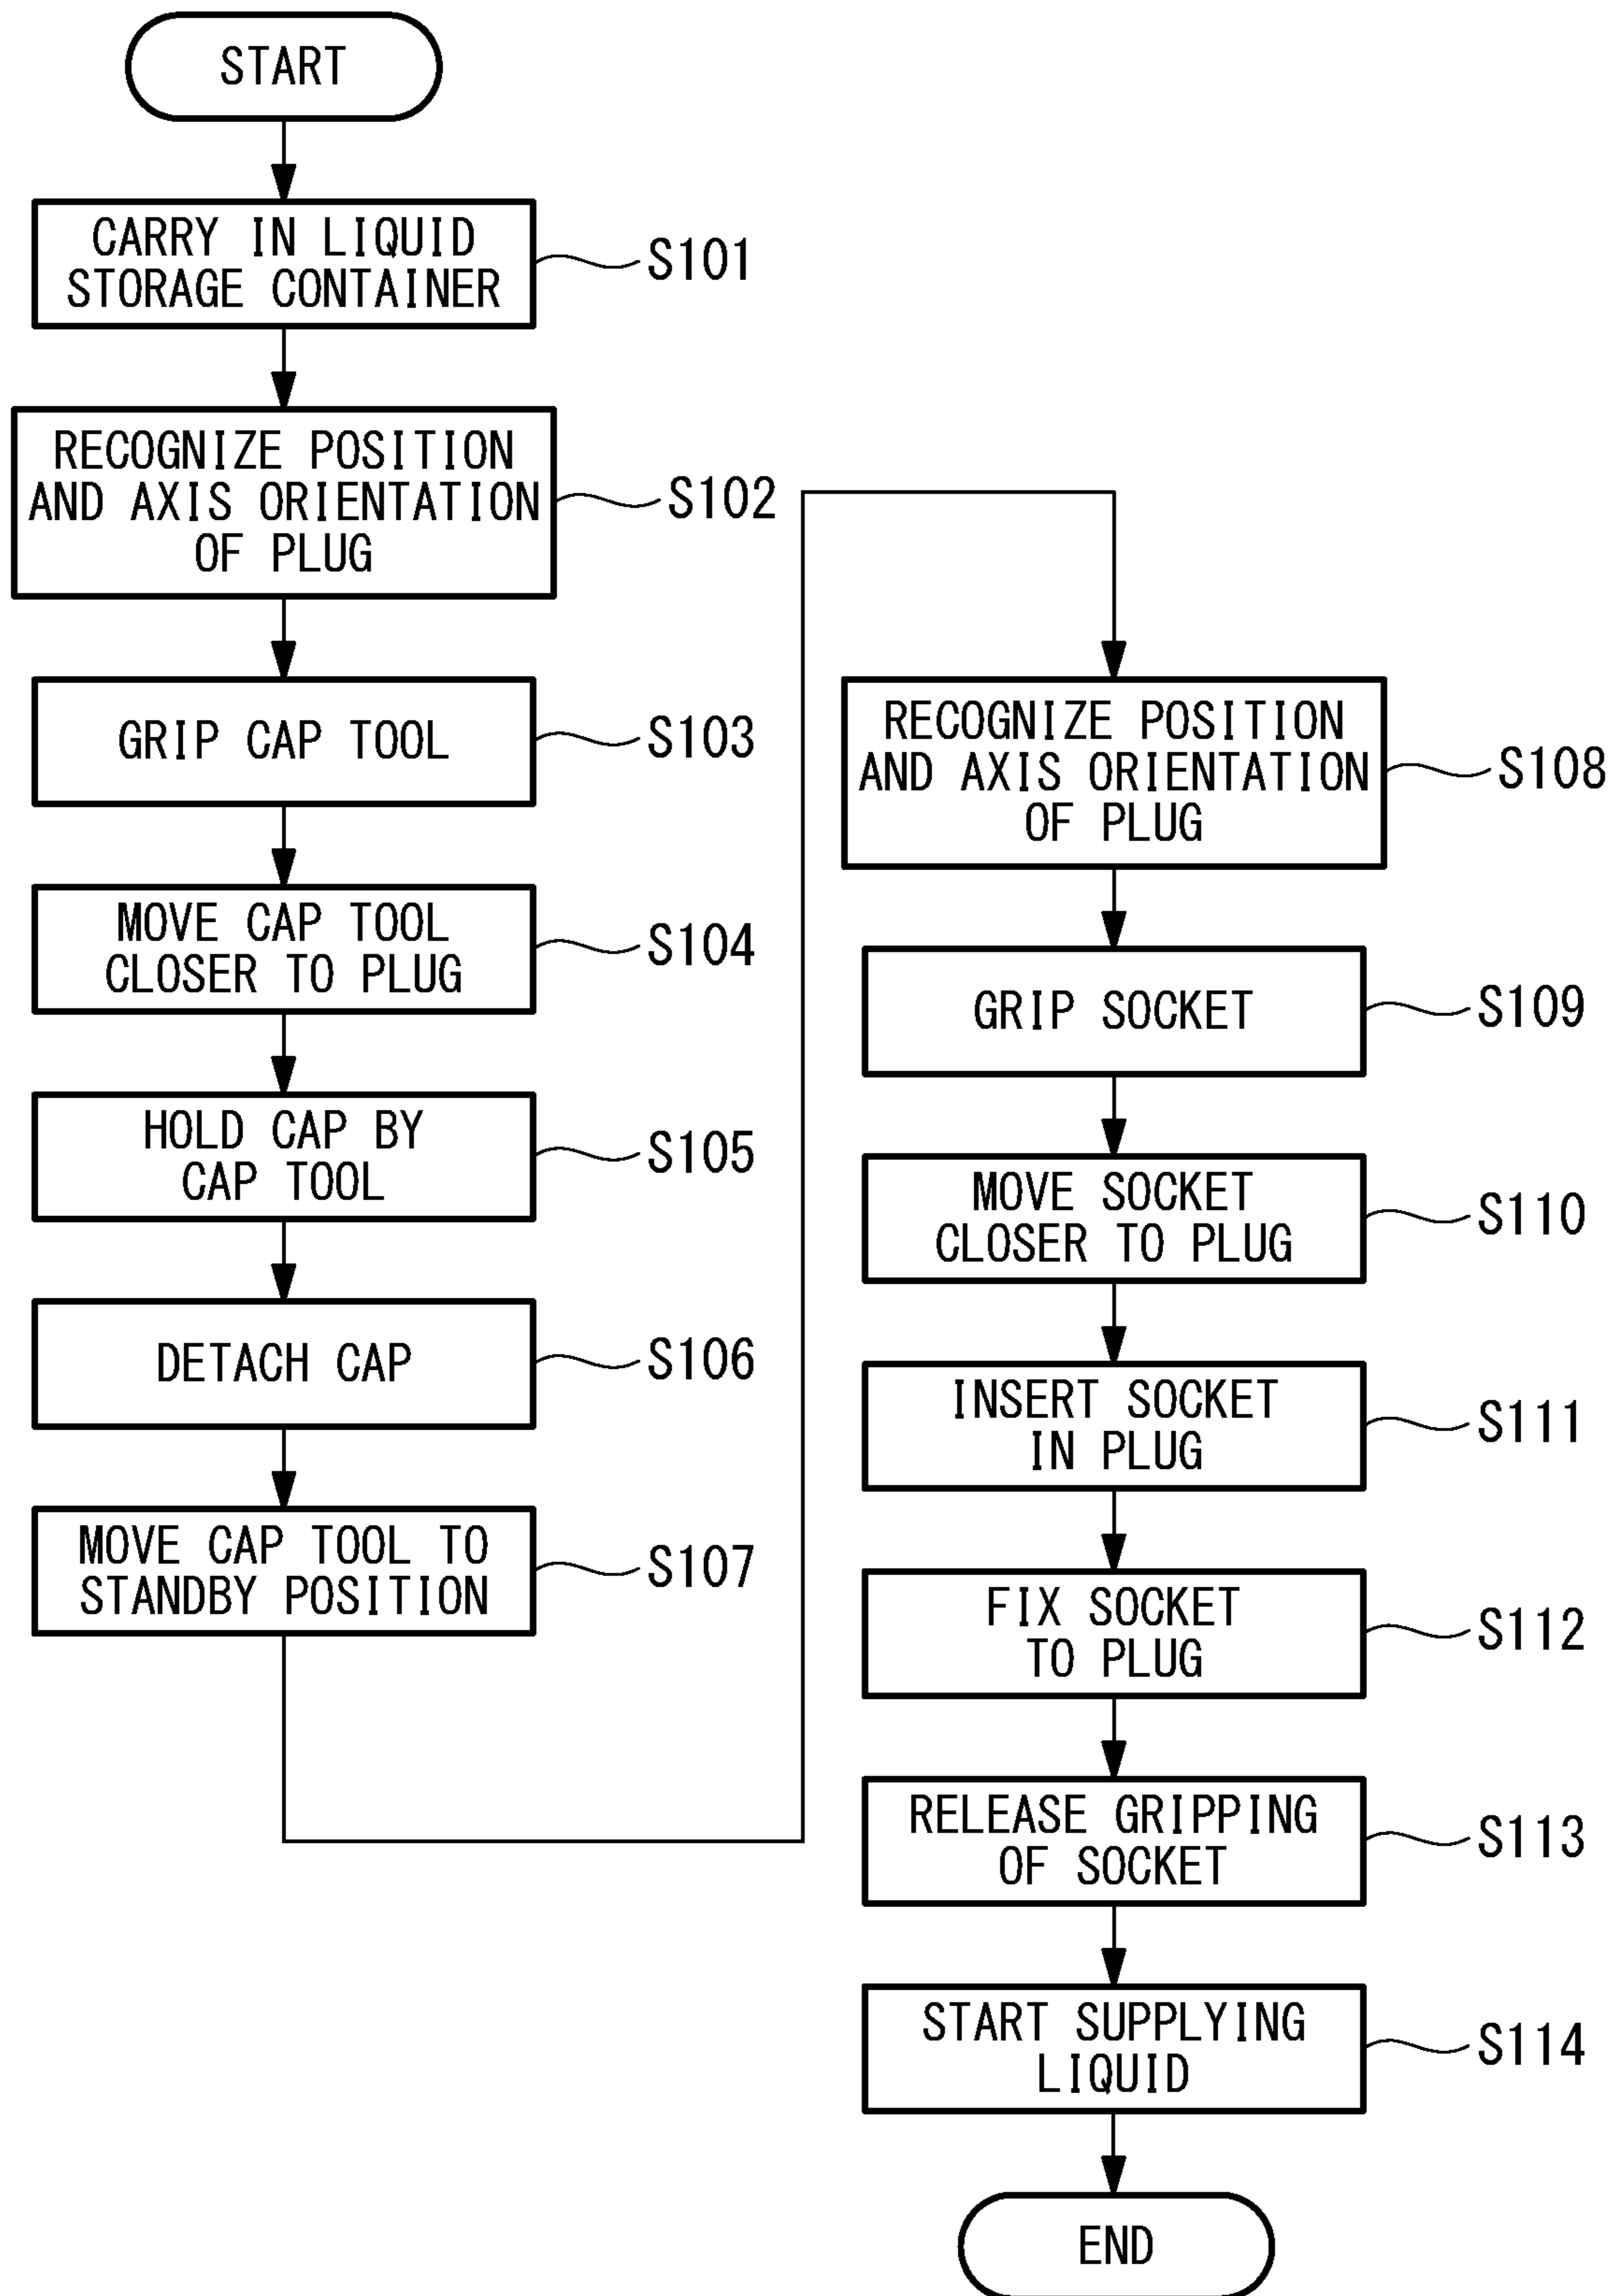 START
CARRY IN LIQUID
STORAGE CONTAINER
S101
RECOGNIZE POSITION
AND AXIS ORIENTATION
OF PLUG
S102
GRIP CAP TOOL
S103
MOVE CAP TOOL
CLOSER TO PLUG
S104
HOLD CAP BY
CAP TOOL
S105
DETACH CAP
S106
MOVE CAP TOOL TO
STANDBY POSITION
S107
RECOGNIZE POSITION
AND AXIS ORIENTATION
OF PLUG
S108
GRIP SOCKET
S109
MOVE SOCKET
CLOSER TO PLUG
S110
INSERT SOCKET
IN PLUG
S111
FIX SOCKET
TO PLUG
S112
RELEASE GRIPPING
OF SOCKET
S113
START SUPPLYING
LIQUID
S114
END